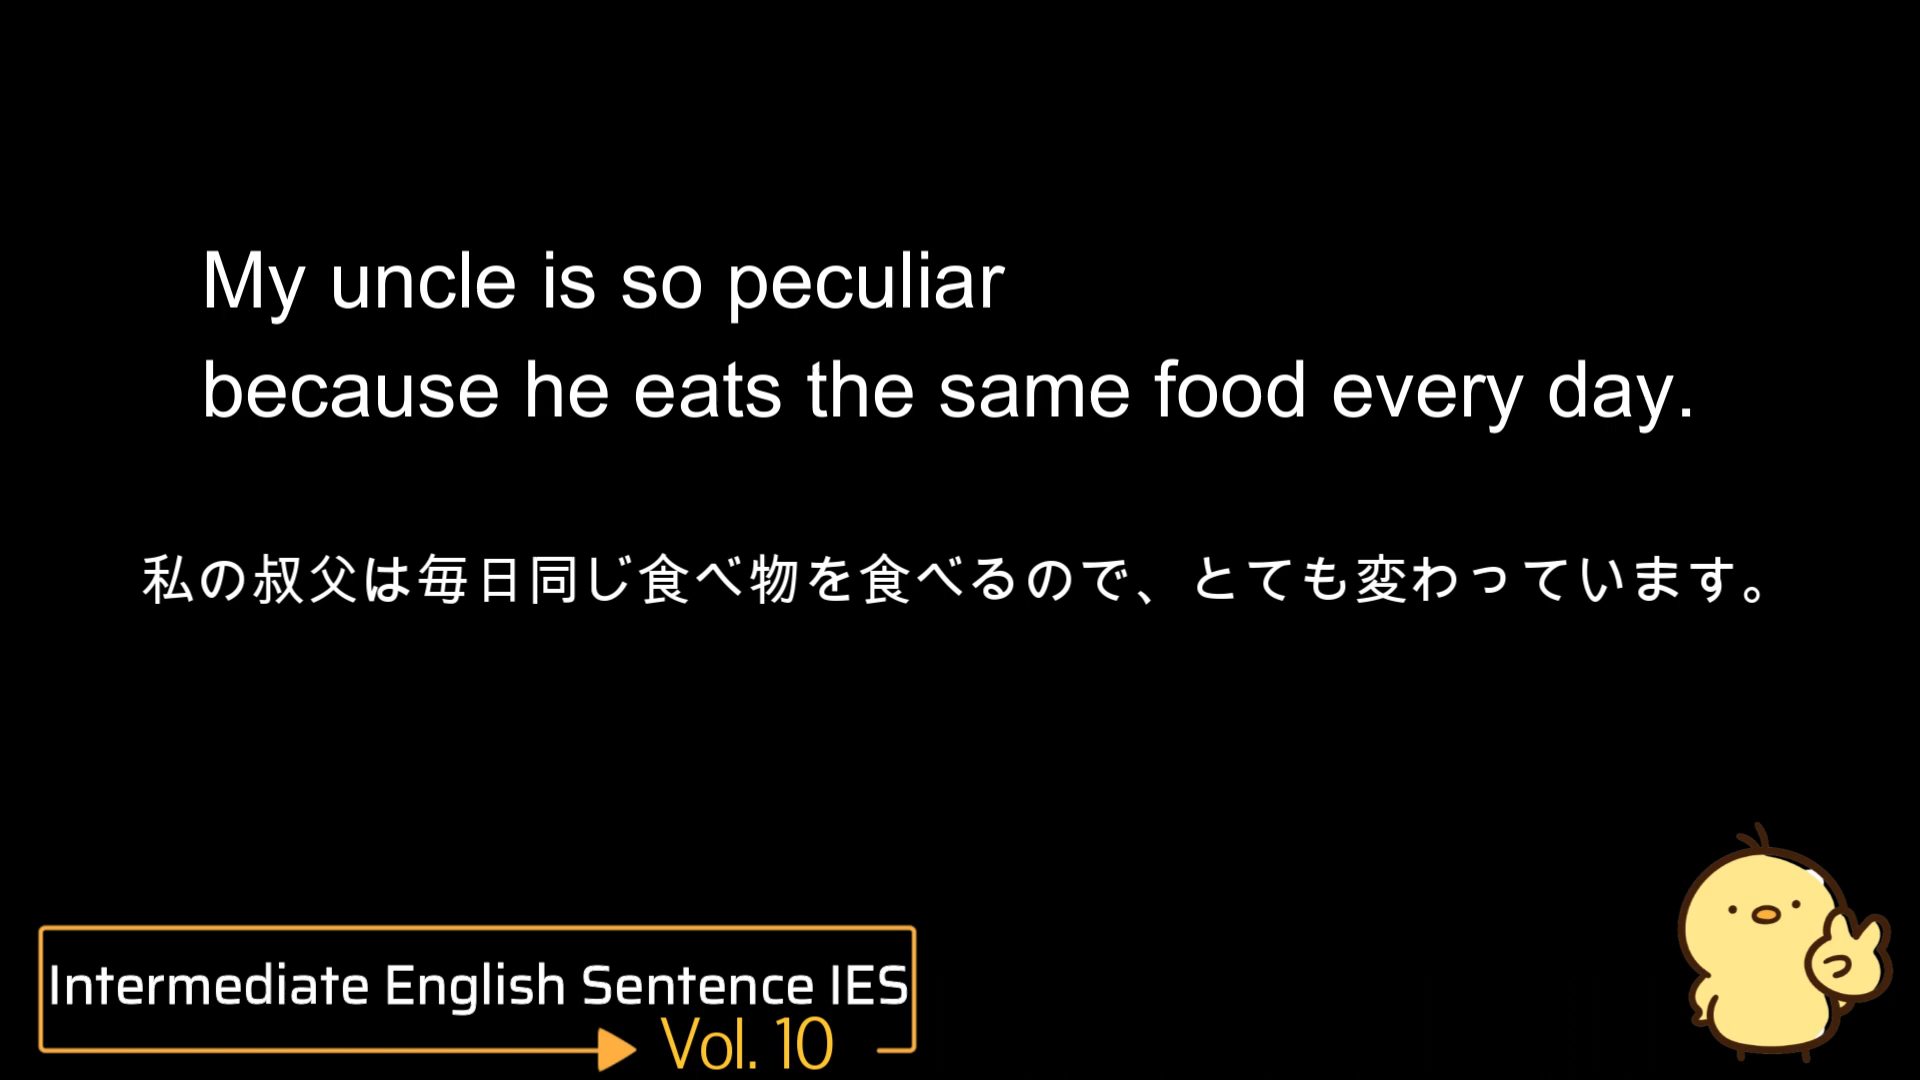 My uncle is so peculiar
because he eats the same food every day.
私の叔父は毎日同じ食べ物を食べるので、とても変わっています。
Intermediate English Sentence IES
Vol. 10